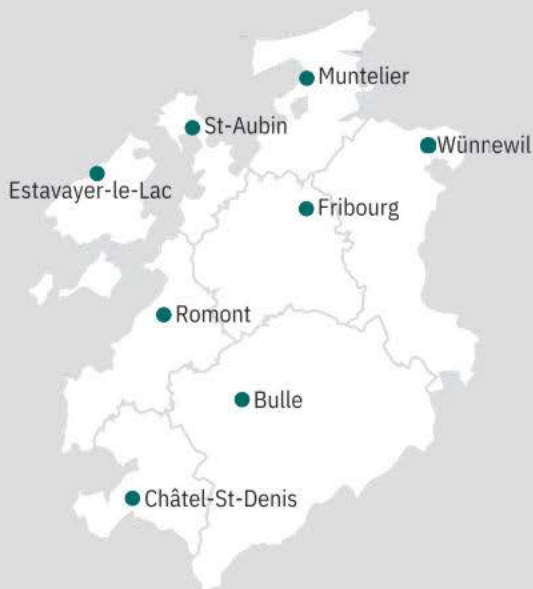 Muntelier
St-Aubin
Wünnewil
Estavayer-le-Lac
Fribourg
Romont
Bulle
Châtel-St-Denis